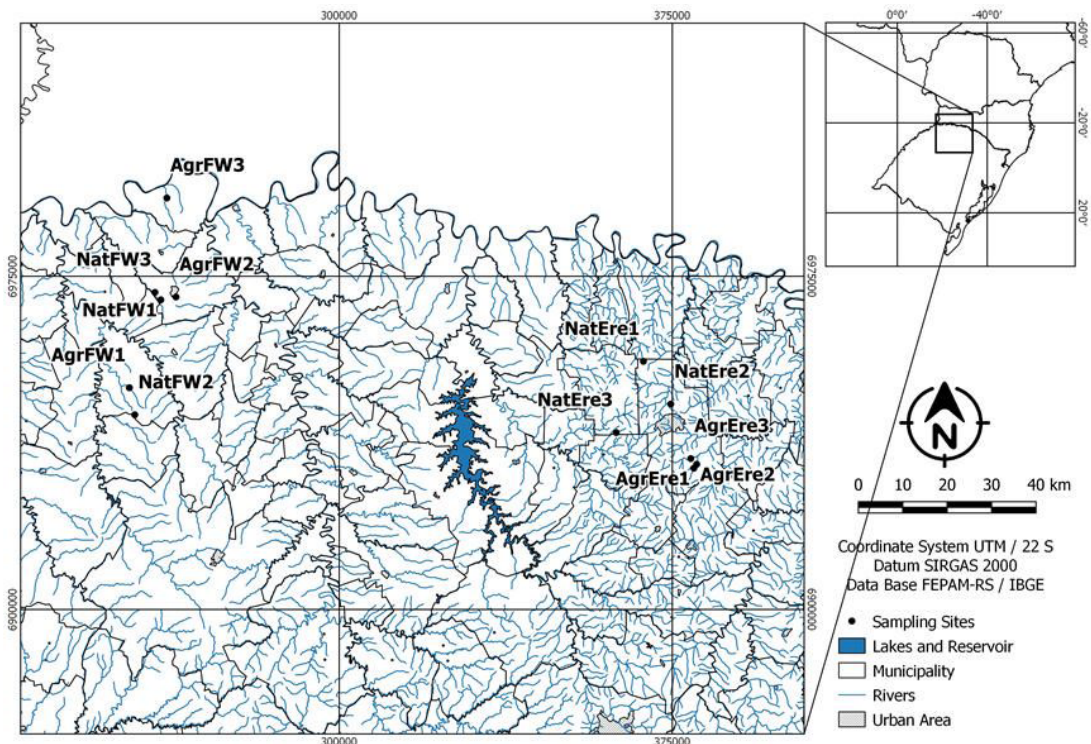 300000
375000
0°0'
-40°0'
-60°0'
-20°0'
20°0'
AgrFW3
NatFW3
AgrFW2
6975000
6975000
NatFW1
NatEre1
AgrFW1
NatFW2
NatEre2
NatEre3
AgrEre3
AgrEre1
AgrEre2
N
0 10 20 30 40 km
Coordinate System UTM / 22 S
Datum SIRGAS 2000
Data Base FEPAM-RS / IBGE
6900000
6900000
Sampling Sites
Lakes and Reservoir
Municipality
Rivers
Urban Area
300000
375000